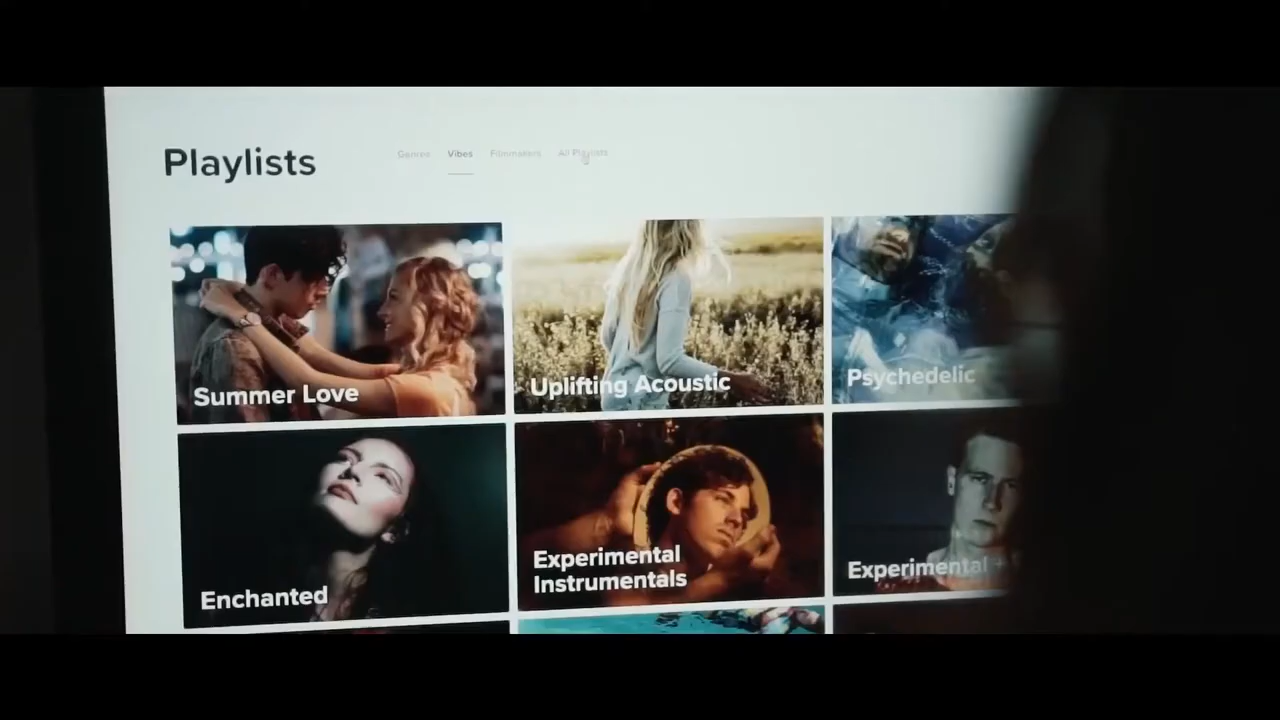 Playlists
Genres Vibes Filmmakers All Playlists
Summer Love
Uplifting Acoustic
Psychedelic
Enchanted
Experimental
Instrumentals
Experimental +